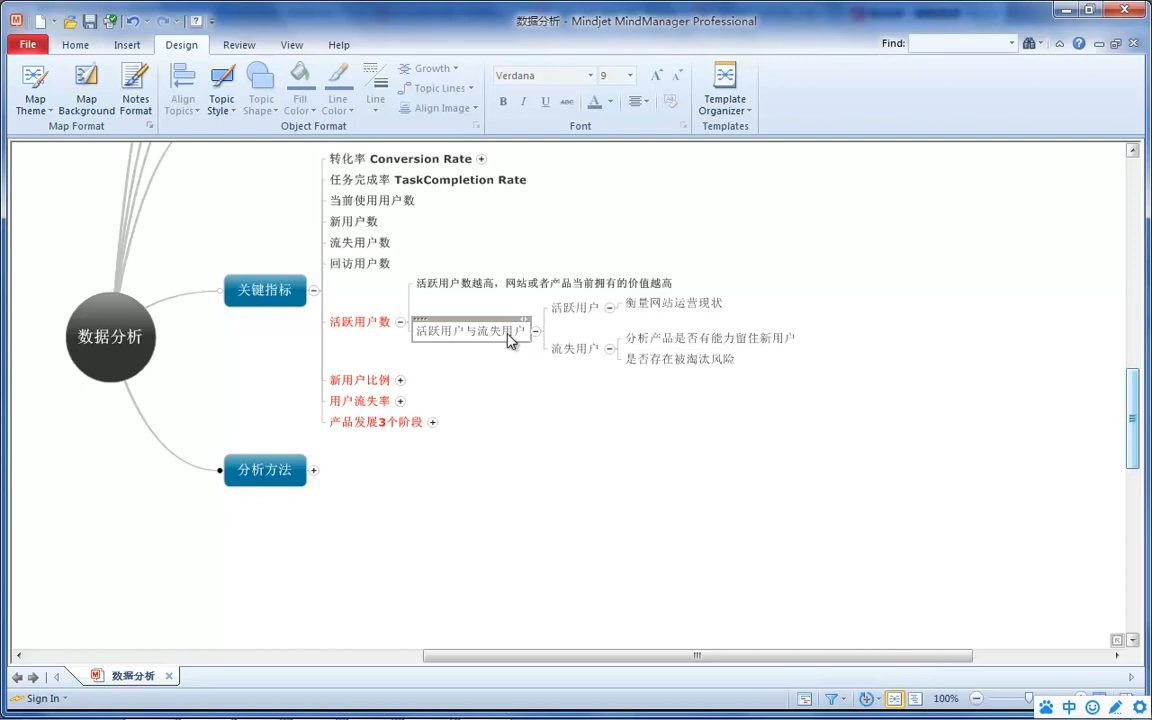 数据分析 - Mindjet MindManager Professional
File
Home
Insert
Design
Review
View
Help
Find:
Map Theme
Map Background
Notes Format
Map Format
Align Topics
Topic Style
Topic Shape
Fill Color
Line Color
Line
Growth
Topic Lines
Align Image
Object Format
Verdana
9
B
I
U
ABC
A
Font
Template Organizer
Templates
转化率 Conversion Rate
任务完成率 TaskCompletion Rate
当前使用用户数
新用户数
流失用户数
回访用户数
关键指标
活跃用户数越高，网站或者产品当前拥有的价值越高
活跃用户数
活跃用户与流失用户
活跃用户
衡量网站运营现状
流失用户
分析产品是否有能力留住新用户
是否存在被淘汰风险
数据分析
新用户比例
用户流失率
产品发展3个阶段
分析方法
数据分析
Sign In
100%
中